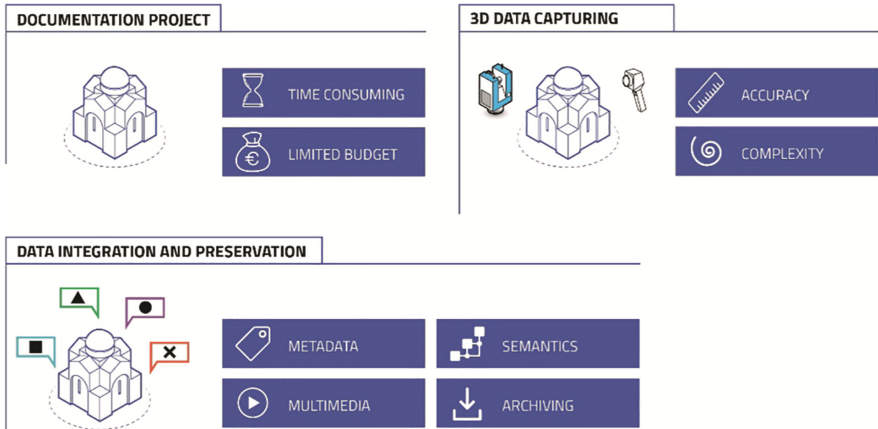 DOCUMENTATION PROJECT
TIME CONSUMING
€
LIMITED BUDGET
3D DATA CAPTURING
ACCURACY
COMPLEXITY
DATA INTEGRATION AND PRESERVATION
METADATA
SEMANTICS
MULTIMEDIA
ARCHIVING